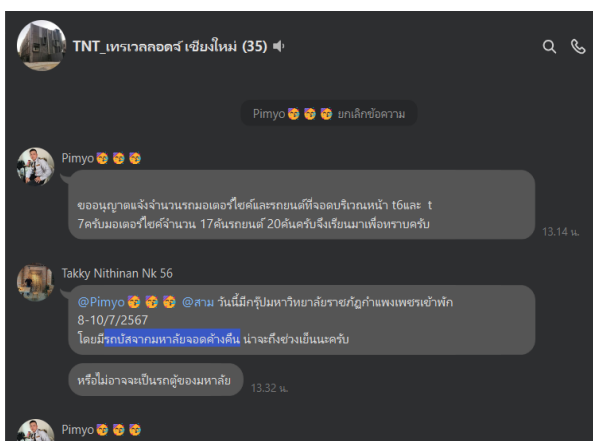 TNT_เทรเวลลอดจ์ เชียงใหม่ (35)
Pimyo🥳 🥳 🥳 ยกเลิกข้อความ
Pimyo🥳 🥳 🥳
ขออนุญาตแจ้งจำนวนรถมอเตอร์ไซค์และรถยนต์ที่จอดบริเวณหน้า t6และ t
7ครับมอเตอร์ไซค์จำนวน 17คันรถยนต์ 20คันครับจึงเรียนมาเพื่อทราบครับ
13.14 น.
Takky Nithinan Nk 56
@Pimyo🥳 🥳 🥳 @สาม วันนี้มีกรุ๊ปมหาวิทยาลัยราชภัฏกำแพงเพชรเข้าพัก
8-10/7/2567
โดยมีรถบัสจากมหาลัยจอดค้างคืน น่าจะถึงช่วงเย็นนะครับ
หรือไม่อาจจะเป็นรถตู้ของมหาลัย
13.32 น.
Pimyo🥳 🥳 🥳